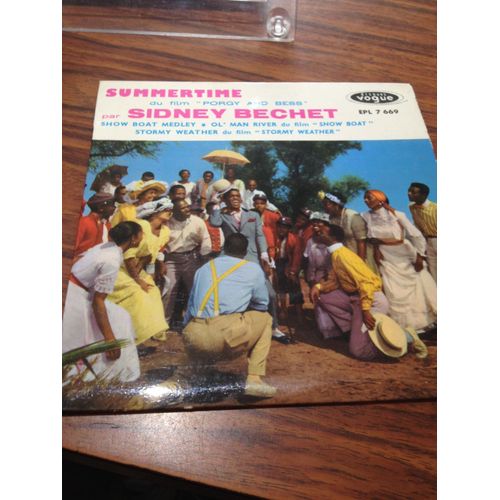 SUMMERTIME
du film "PORGY AND BESS"
par SIDNEY BECHET
SHOW BOAT MEDLEY • OL' MAN RIVER du film "SHOW BOAT"
STORMY WEATHER du film "STORMY WEATHER"
vogue
EPL 7 669